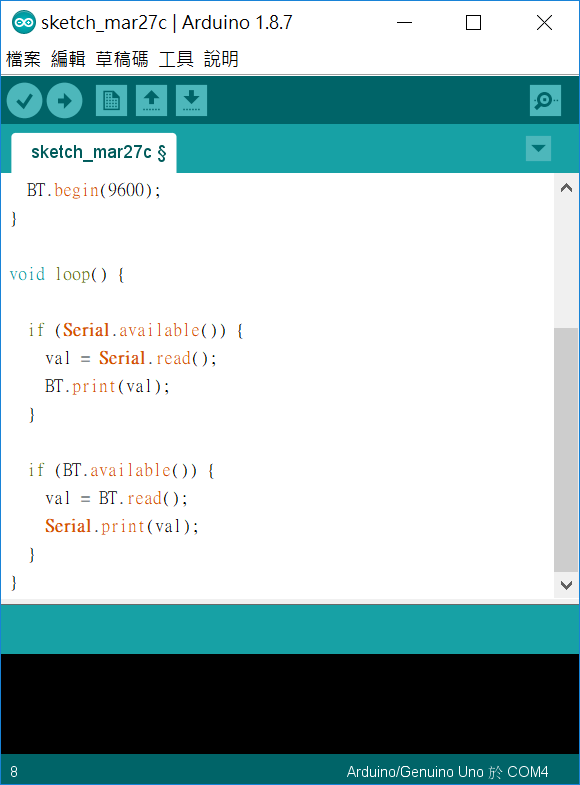 sketch_mar27c | Arduino 1.8.7
檔案 編輯 草稿碼 工具 說明
sketch_mar27c §
BT.begin(9600);
}
void loop() {
if (Serial.available()) {
val = Serial.read();
BT.print(val);
}
if (BT.available()) {
val = BT.read();
Serial.print(val);
}
}
8 Arduino/Genuino Uno 於 COM4